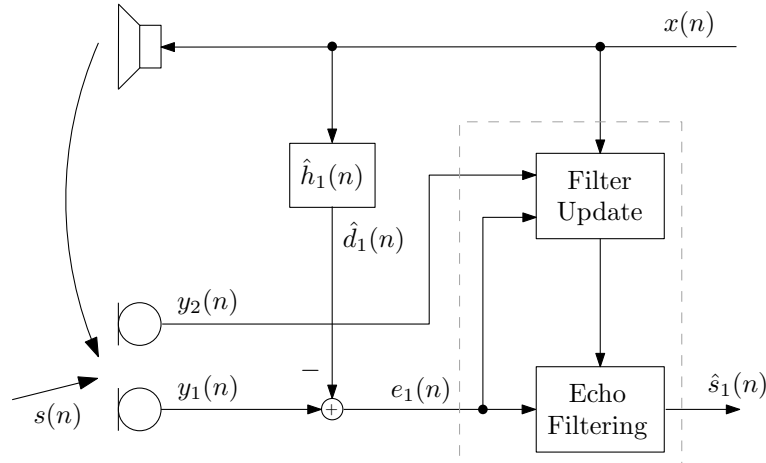 x(n)
ĥ₁(n)
Filter
Update
d̂₁(n)
y₂(n)
−
y₁(n)
+
e₁(n)
Echo
Filtering
ŝ₁(n)
s(n)